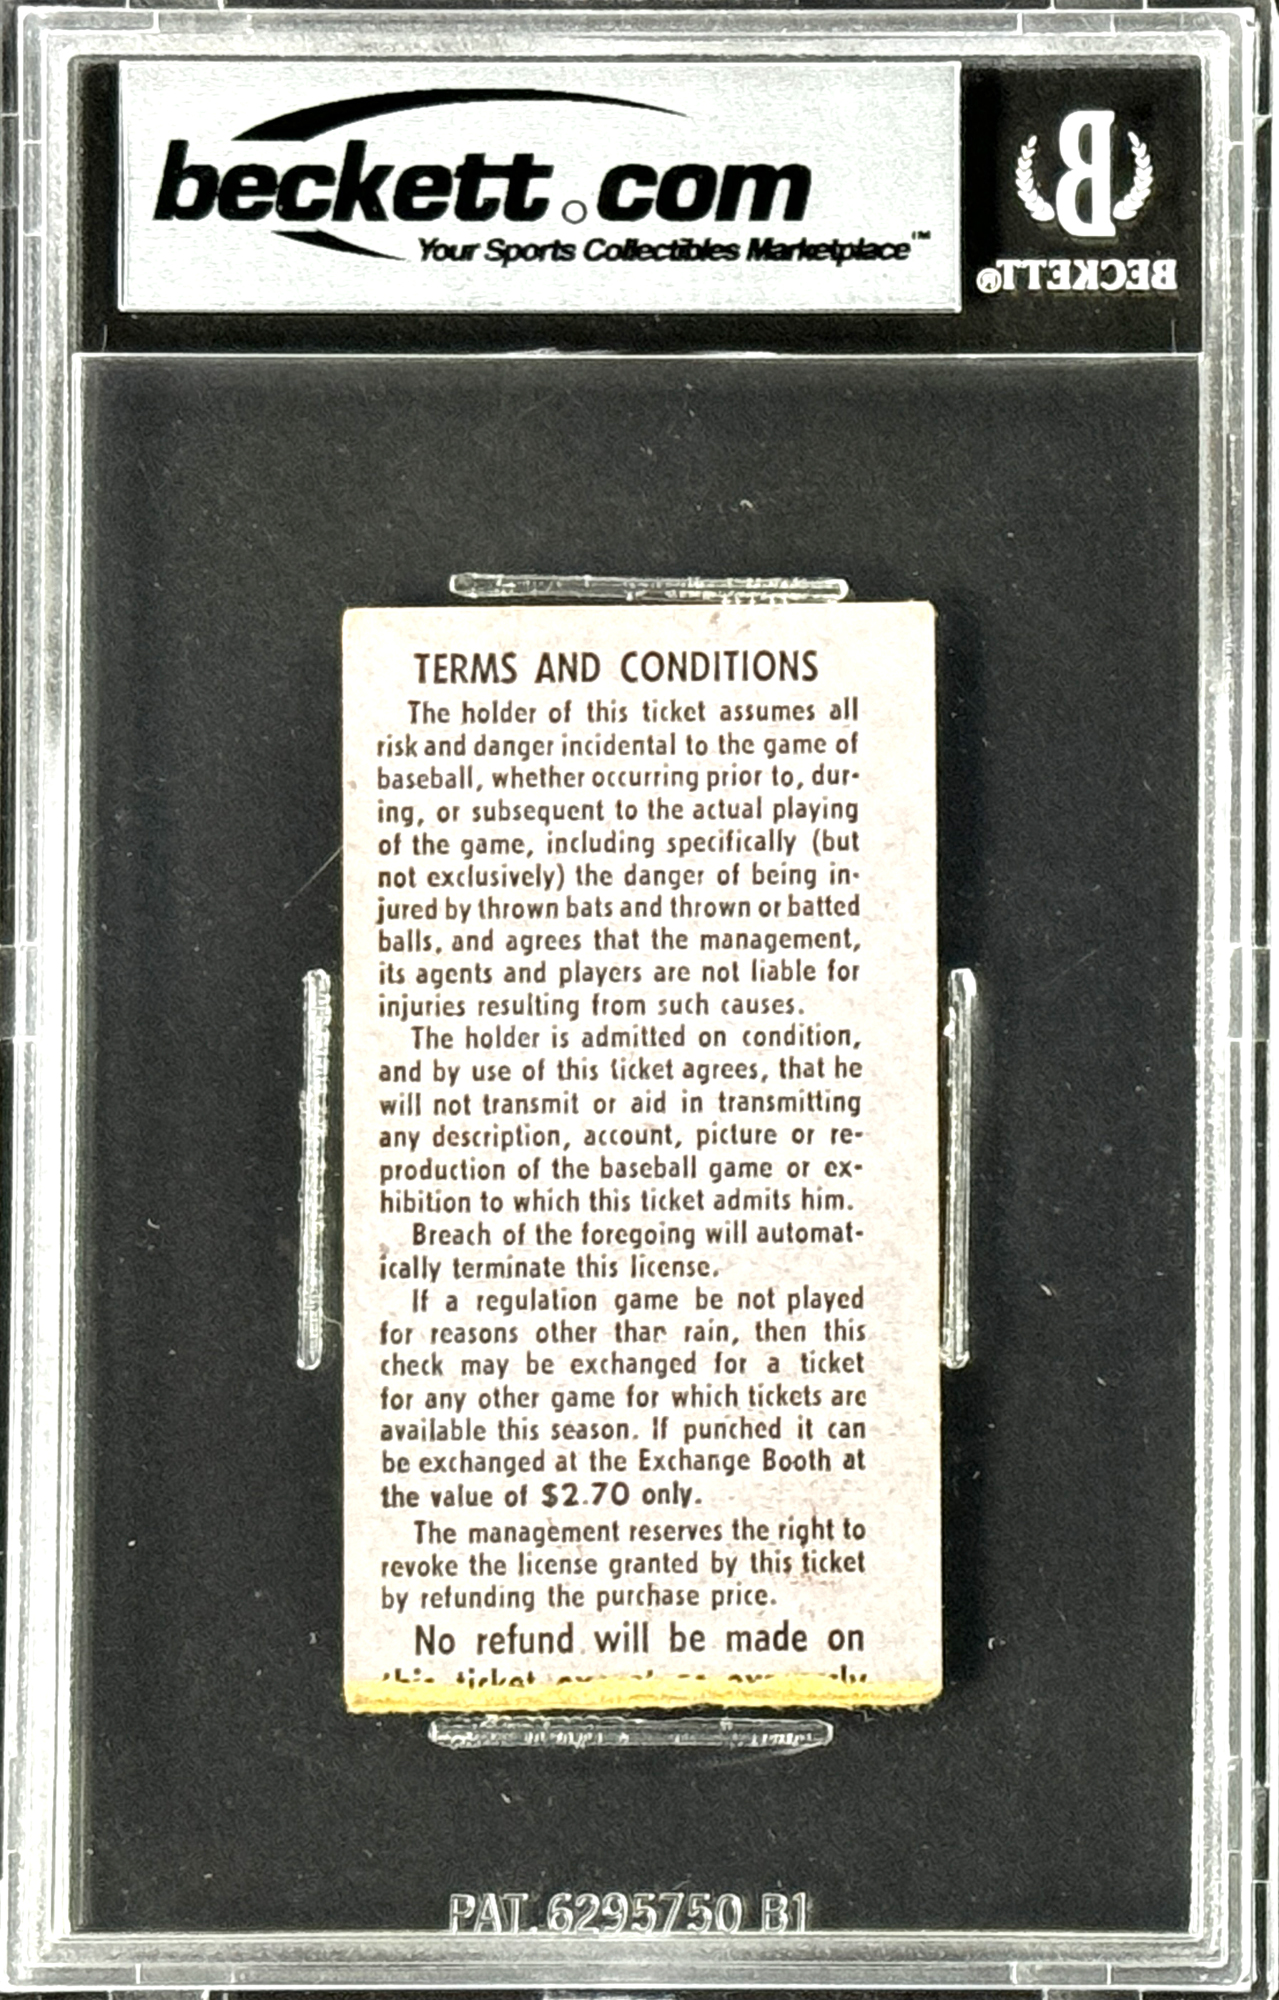 beckett.com
Your Sports Collectibles Marketplace™
B
BECKETT®
TERMS AND CONDITIONS
The holder of this ticket assumes all
risk and danger incidental to the game of
baseball, whether occurring prior to, dur-
ing, or subsequent to the actual playing
of the game, including specifically (but
not exclusively) the danger of being in-
jured by thrown bats and thrown or batted
balls, and agrees that the management,
its agents and players are not liable for
injuries resulting from such causes.
The holder is admitted on condition,
and by use of this ticket agrees, that he
will not transmit or aid in transmitting
any description, account, picture or re-
production of the baseball game or ex-
hibition to which this ticket admits him.
Breach of the foregoing will automat-
ically terminate this license.
If a regulation game be not played
for reasons other than rain, then this
check may be exchanged for a ticket
for any other game for which tickets are
available this season. If punched it can
be exchanged at the Exchange Booth at
the value of $2.70 only.
The management reserves the right to
revoke the license granted by this ticket
by refunding the purchase price.
No refund will be made on
this ticket
PAT.6295750 B1